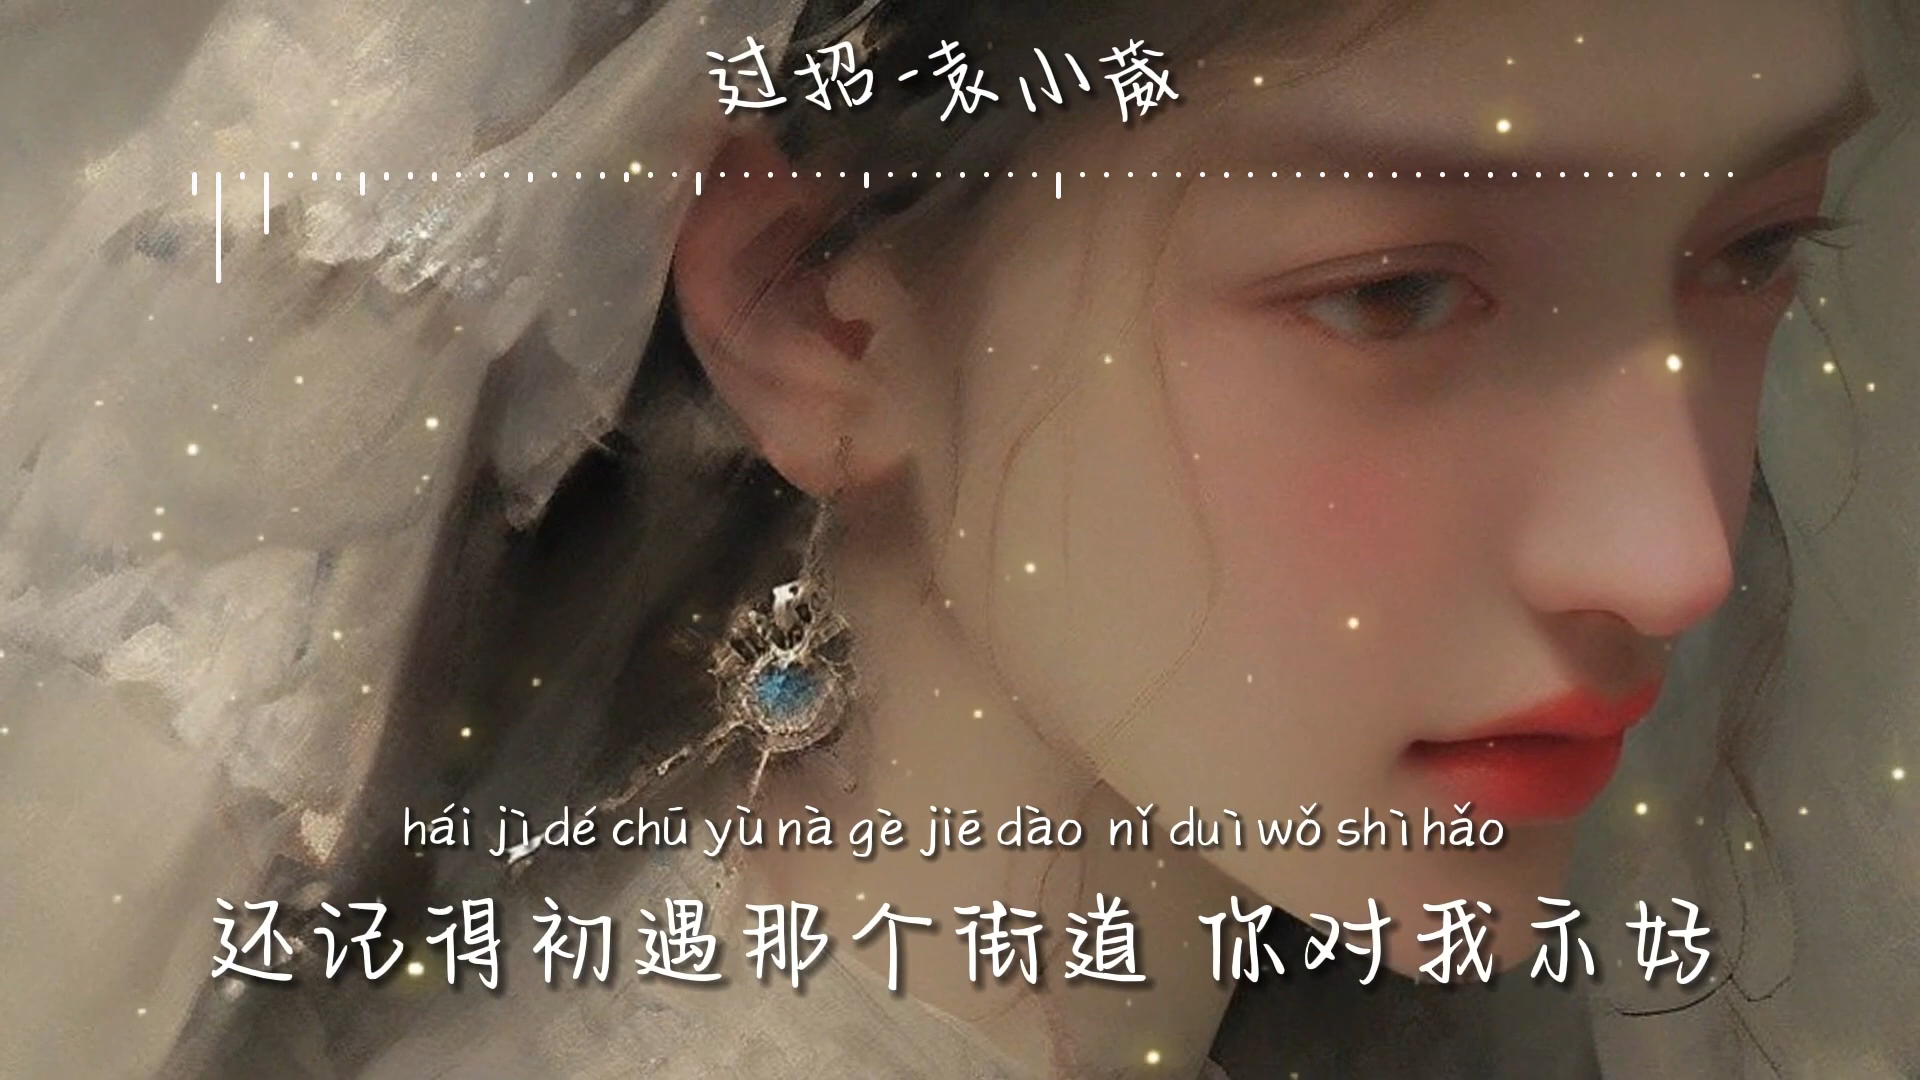 过招-袁小葳
hái jì dé chū yù nà gè jiē dào nǐ duì wǒ shì hǎo
还记得初遇那个街道 你对我示好